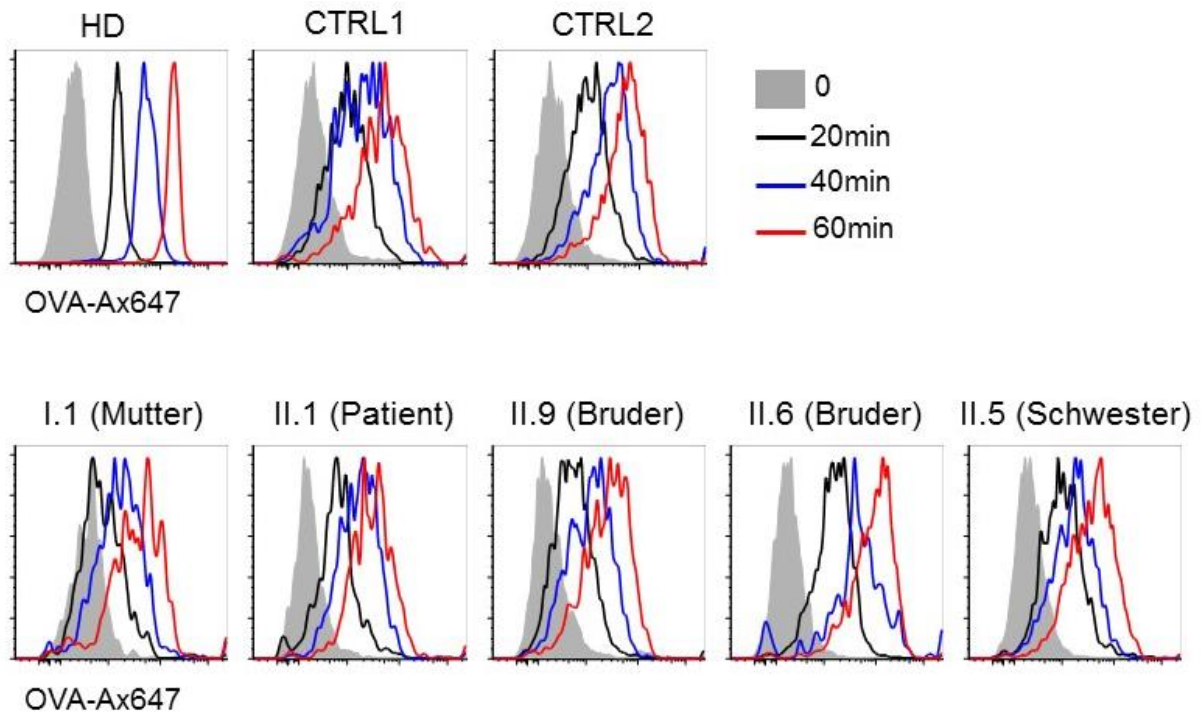 HD
CTRL1
CTRL2
0
20min
40min
60min
OVA-Ax647
I.1 (Mutter)
II.1 (Patient)
II.9 (Bruder)
II.6 (Bruder)
II.5 (Schwester)
OVA-Ax647